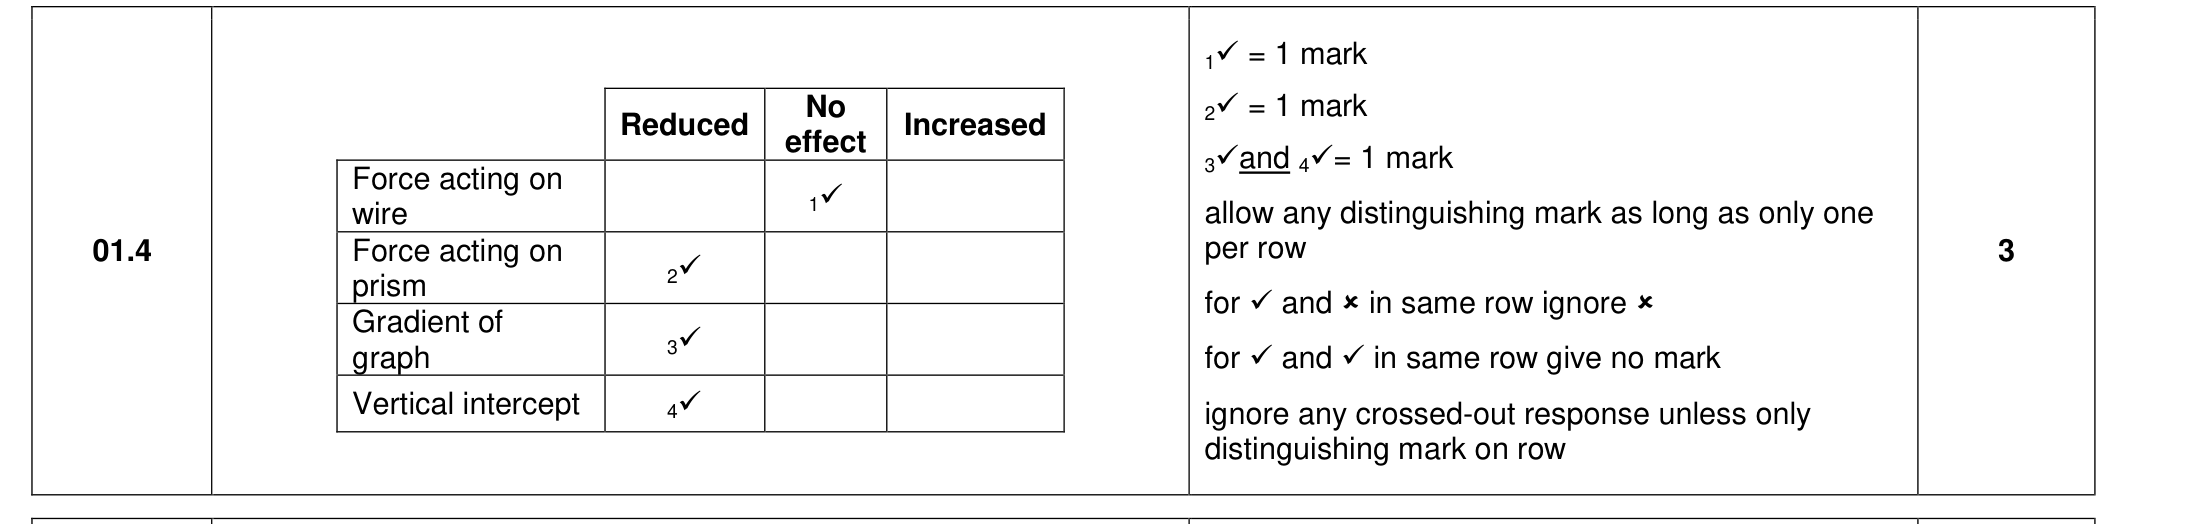 01.4
Reduced
No
effect
Increased
Force acting on
wire
1✓
Force acting on
prism
2✓
Gradient of
graph
3✓
Vertical intercept
4✓
1✓ = 1 mark
2✓ = 1 mark
3✓and 4✓= 1 mark
allow any distinguishing mark as long as only one
per row
for ✓ and ✖ in same row ignore ✖
for ✓ and ✓ in same row give no mark
ignore any crossed-out response unless only
distinguishing mark on row
3